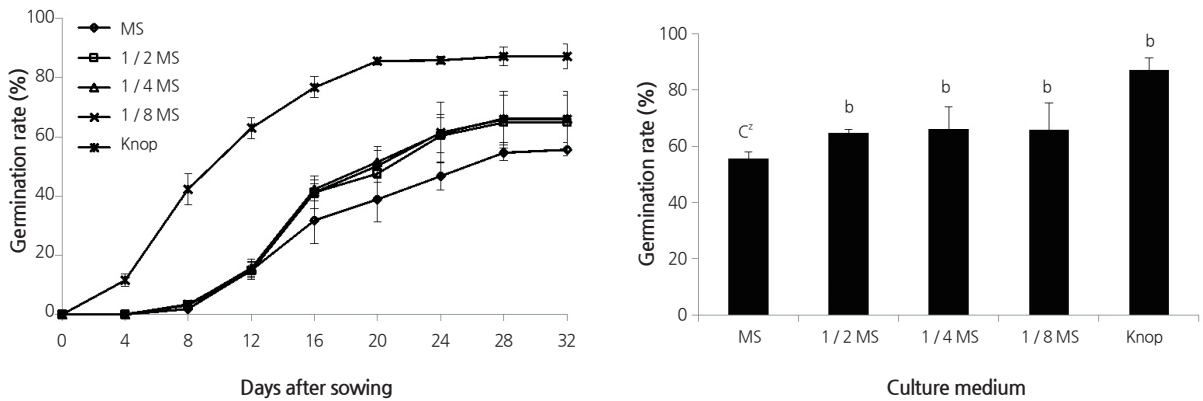 100
80
60
40
20
0
Germination rate (%)
MS
1 / 2 MS
1 / 4 MS
1 / 8 MS
Knop
0 4 8 12 16 20 24 28 32
Days after sowing
100
80
60
40
20
0
Germination rate (%)
Cᶻ
b
b
b
b
MS 1 / 2 MS 1 / 4 MS 1 / 8 MS Knop
Culture medium